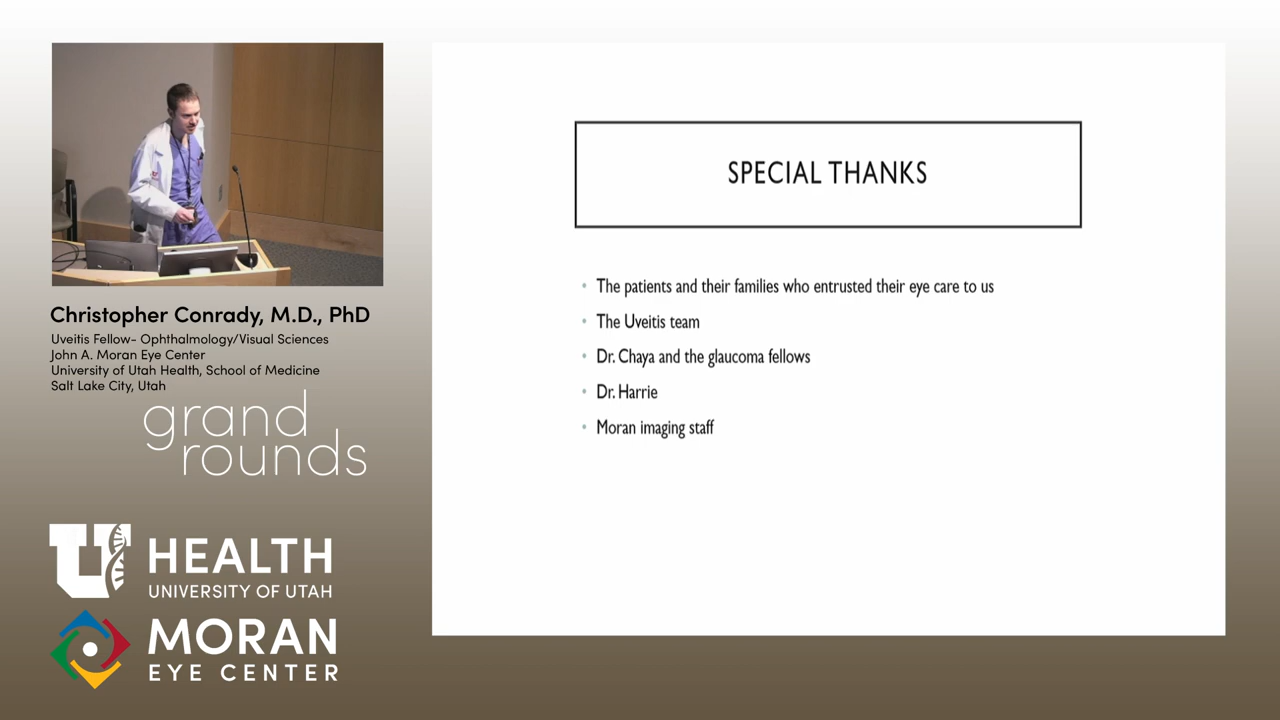 Christopher Conrady, M.D., PhD
Uveitis Fellow- Ophthalmology/Visual Sciences
John A. Moran Eye Center
University of Utah Health, School of Medicine
Salt Lake City, Utah
grand
rounds
U HEALTH
UNIVERSITY OF UTAH
MORAN
EYE CENTER
SPECIAL THANKS
• The patients and their families who entrusted their eye care to us
• The Uveitis team
• Dr. Chaya and the glaucoma fellows
• Dr. Harrie
• Moran imaging staff